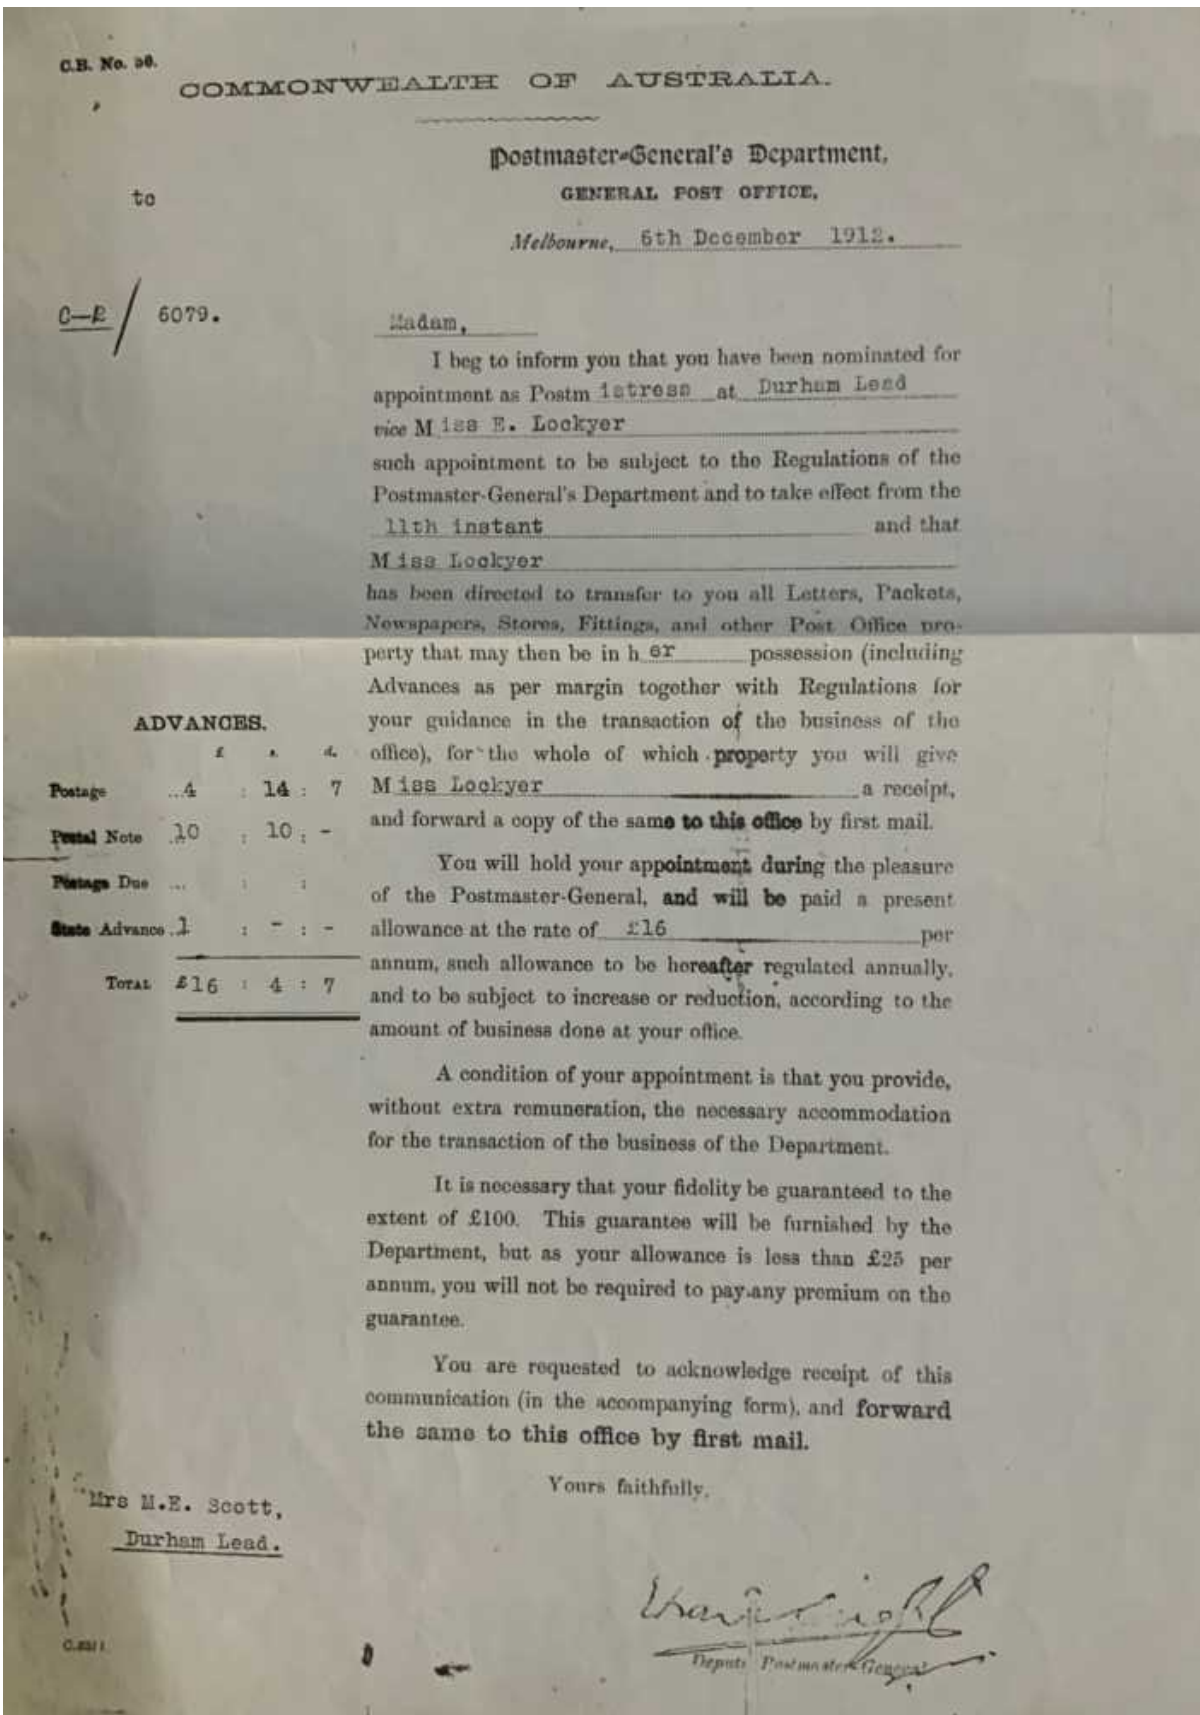 C.B. No. 56.
COMMONWEALTH OF AUSTRALIA.
Postmaster-General's Department,
GENERAL POST OFFICE,
to
Melbourne, 6th December 1912.
C-R / 6079.
Madam,
I beg to inform you that you have been nominated for
appointment as Postm istress at Durham Lead
vice M iss E. Lockyer
such appointment to be subject to the Regulations of the
Postmaster-General's Department and to take effect from the
11th instant and that
M iss Lockyer
has been directed to transfer to you all Letters, Packets,
Newspapers, Stores, Fittings, and other Post Office pro-
perty that may then be in h er possession (including
Advances as per margin together with Regulations for
your guidance in the transaction of the business of the
office), for the whole of which property you will give
M iss Lockyer a receipt,
and forward a copy of the same to this office by first mail.
ADVANCES.
£ s. d.
Postage ... 4 : 14 : 7
Postal Note ... 10 : 10 : -
Postage Due ... : :
State Advance . 1 : - : -
TOTAL £16 : 4 : 7
You will hold your appointment during the pleasure
of the Postmaster-General, and will be paid a present
allowance at the rate of £16 per
annum, such allowance to be hereafter regulated annually,
and to be subject to increase or reduction, according to the
amount of business done at your office.
A condition of your appointment is that you provide,
without extra remuneration, the necessary accommodation
for the transaction of the business of the Department.
It is necessary that your fidelity be guaranteed to the
extent of £100. This guarantee will be furnished by the
Department, but as your allowance is less than £25 per
annum, you will not be required to pay any premium on the
guarantee.
You are requested to acknowledge receipt of this
communication (in the accompanying form), and forward
the same to this office by first mail.
Yours faithfully,
Mrs M.E. Scott,
Durham Lead.
Deputy Postmaster-General